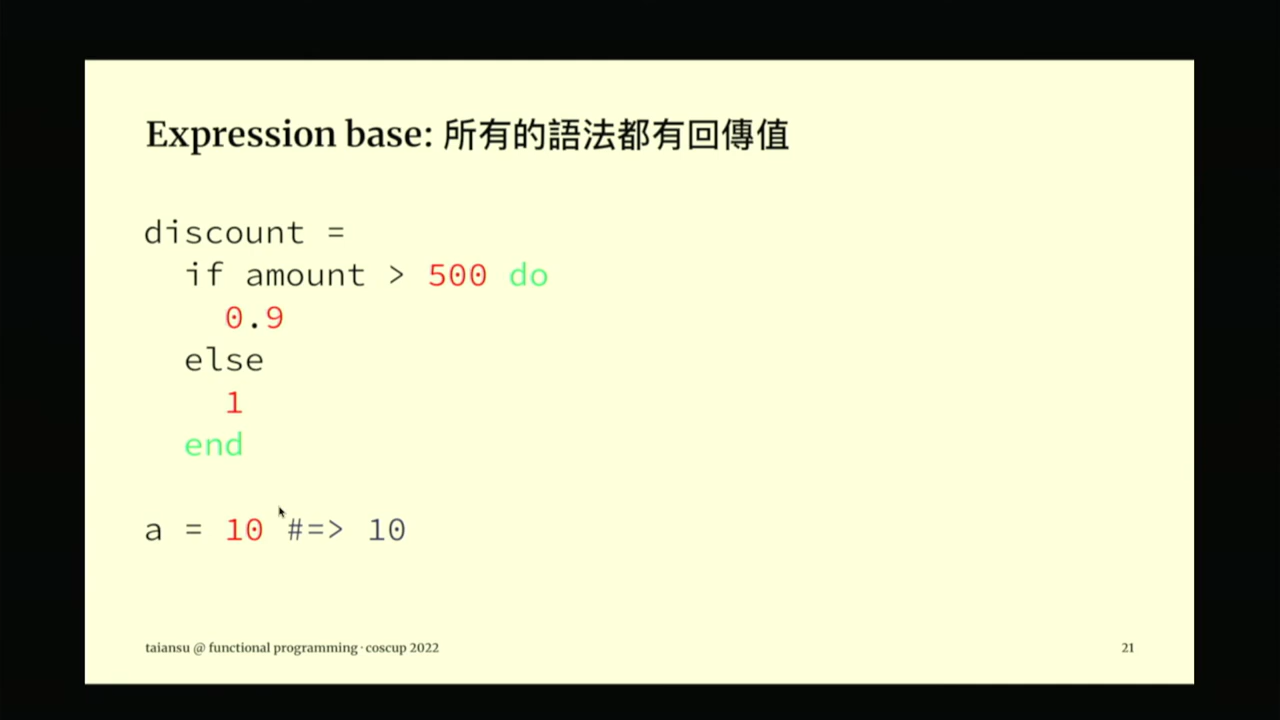 Expression base: 所有的語法都有回傳值
discount =
if amount > 500 do
0.9
else
1
end
a = 10 #=> 10
taiansu @ functional programming · coscup 2022
21